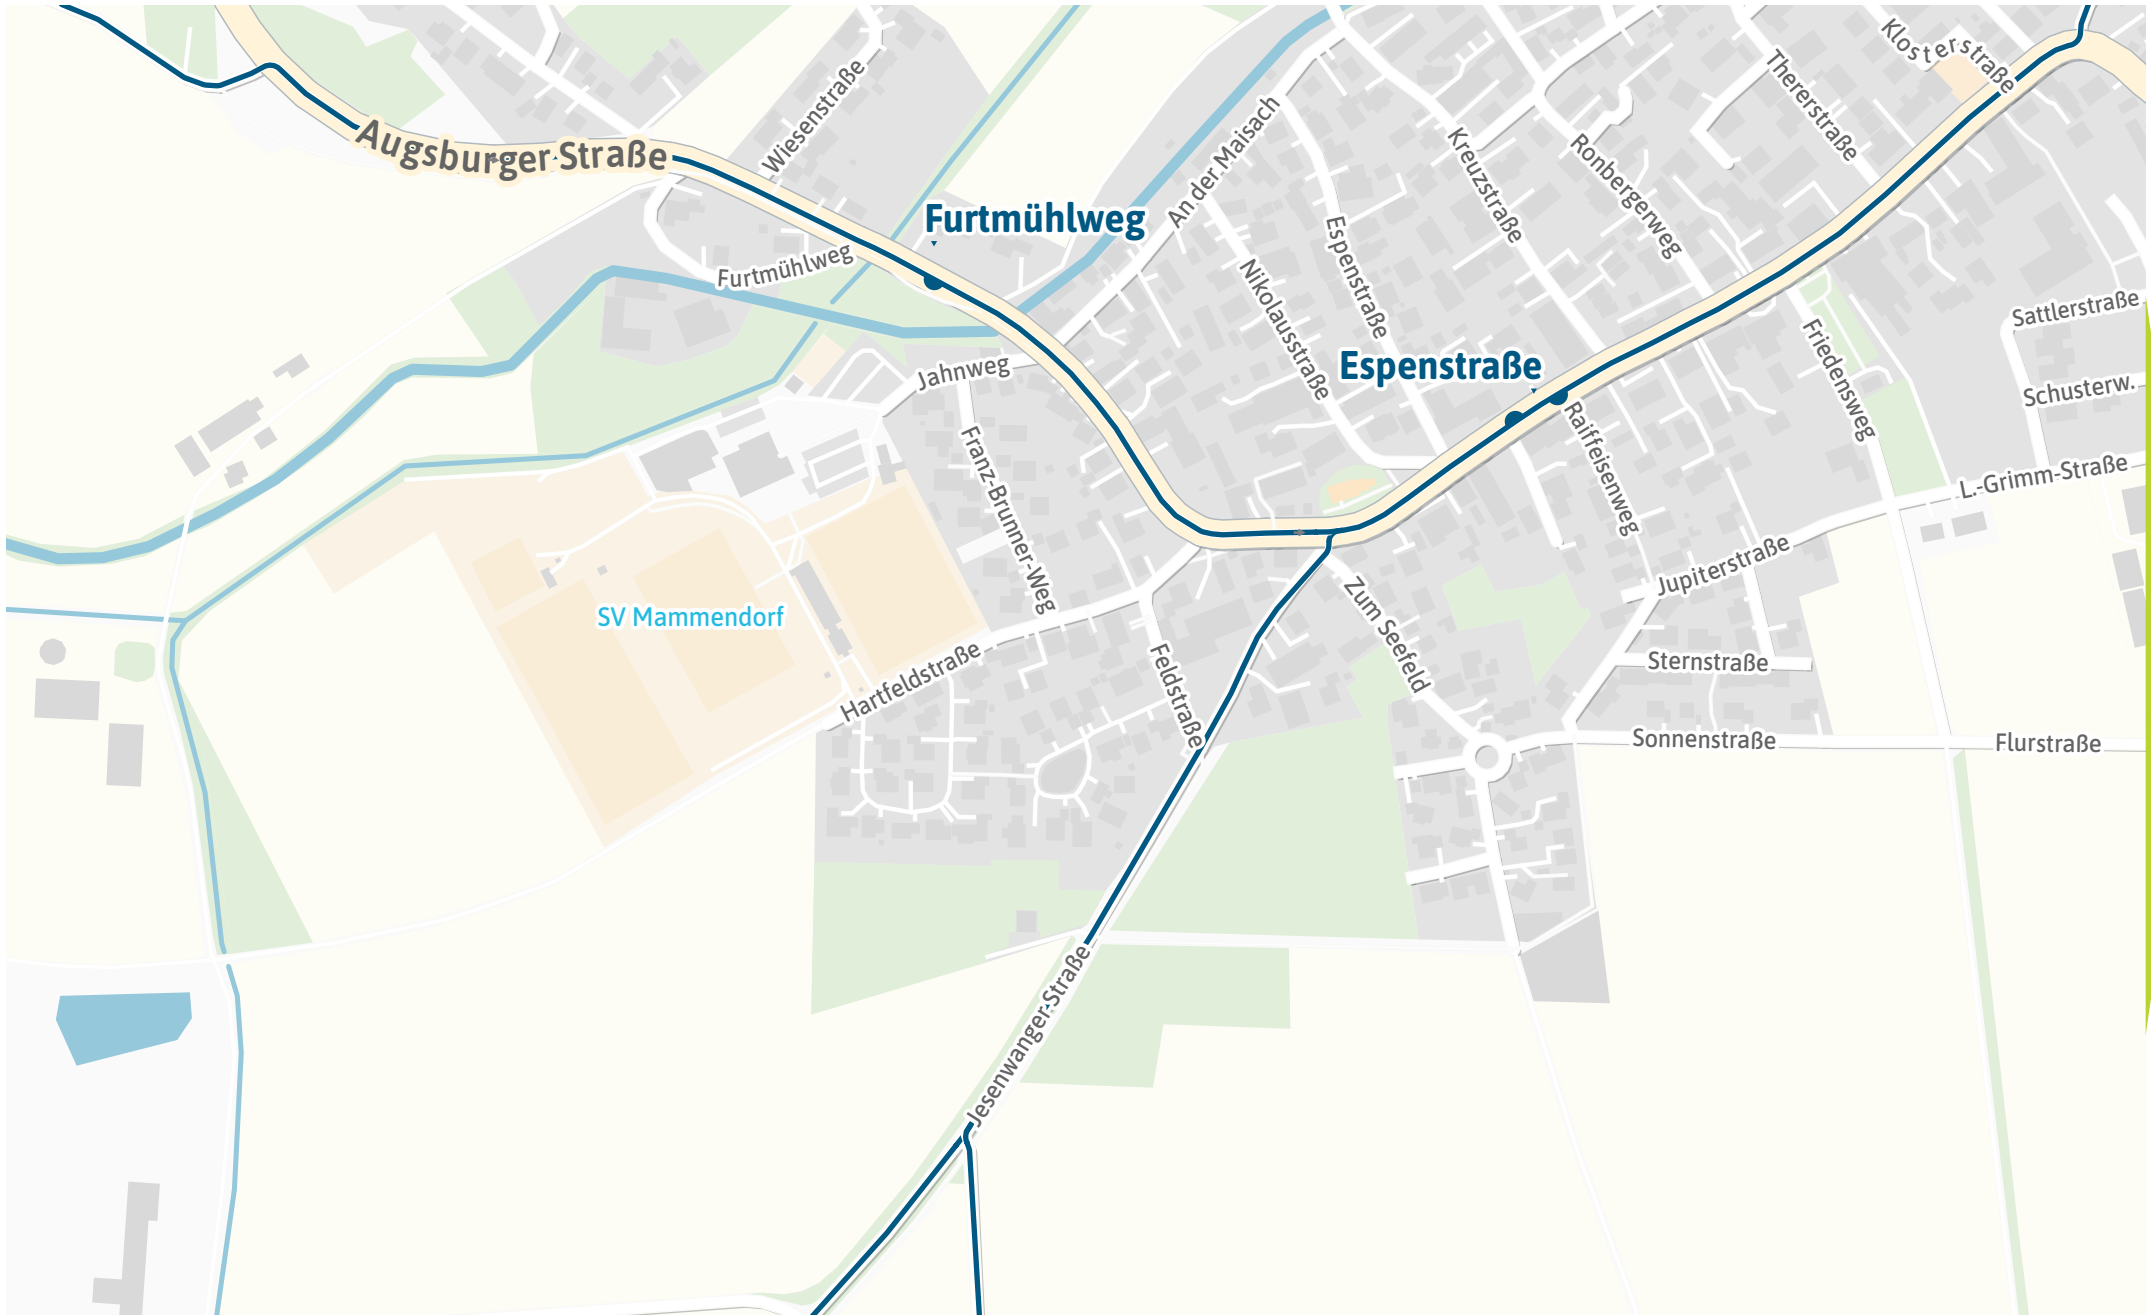 Klosterstraße
Thererstraße
Wiesenstraße
Augsburger Straße
An der Maisach
Kreuzstraße
Ronbergerweg
Furtmühlweg
Furtmühlweg
Espenstraße
Nikolausstraße
Sattlerstraße
Friedensweg
Espenstraße
Jahnweg
Schusterw.
Raiffeisenweg
Franz-Brunner-Weg
L.-Grimm-Straße
Jupiterstraße
SV Mammendorf
Zum Seefeld
Hartfeldstraße
Feldstraße
Sternstraße
Sonnenstraße
Flurstraße
Jesenwanger Straße